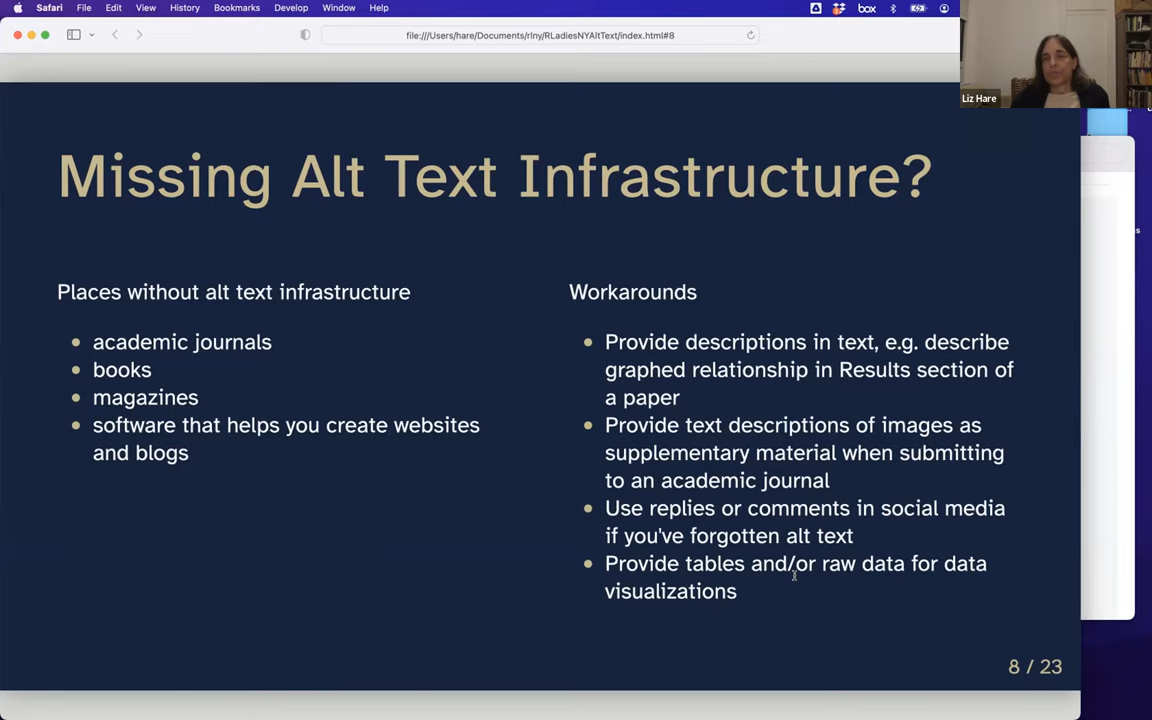 Safari File Edit View History Bookmarks Develop Window Help
box
file:///Users/hare/Documents/rlny/RLadiesNYAltText/index.html#8
Liz Hare
Missing Alt Text Infrastructure?
Places without alt text infrastructure
academic journals
books
magazines
software that helps you create websites
and blogs
Workarounds
Provide descriptions in text, e.g. describe
graphed relationship in Results section of
a paper
Provide text descriptions of images as
supplementary material when submitting
to an academic journal
Use replies or comments in social media
if you've forgotten alt text
Provide tables and/or raw data for data
visualizations
8 / 23